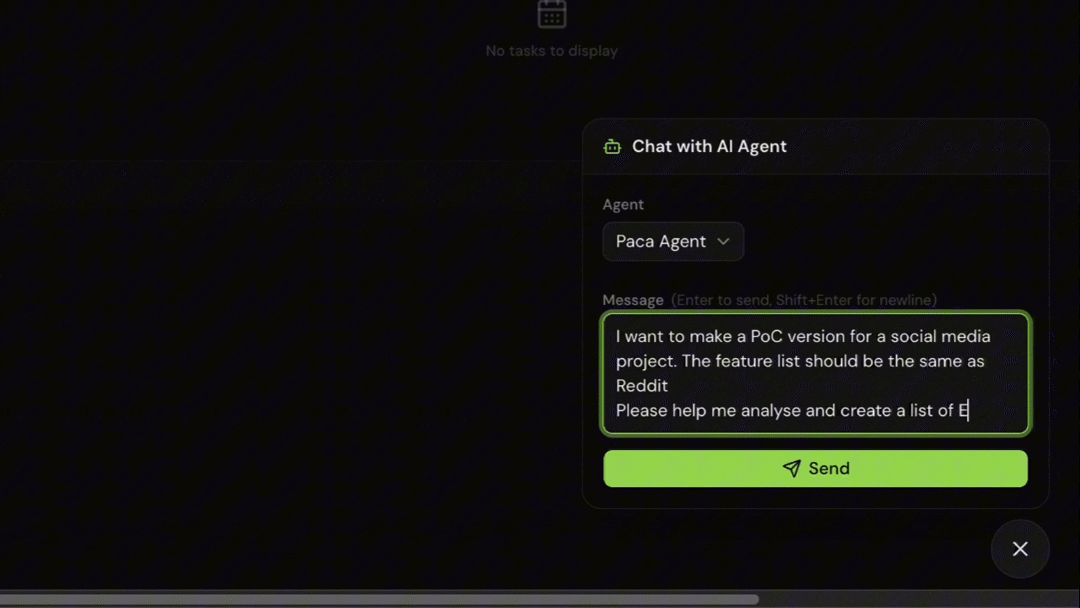 No tasks to display
Chat with AI Agent
Agent
Paca Agent
Message (Enter to send, Shift+Enter for newline)
I want to make a PoC version for a social media
project. The feature list should be the same as
Reddit
Please help me analyse and create a list of E
Send